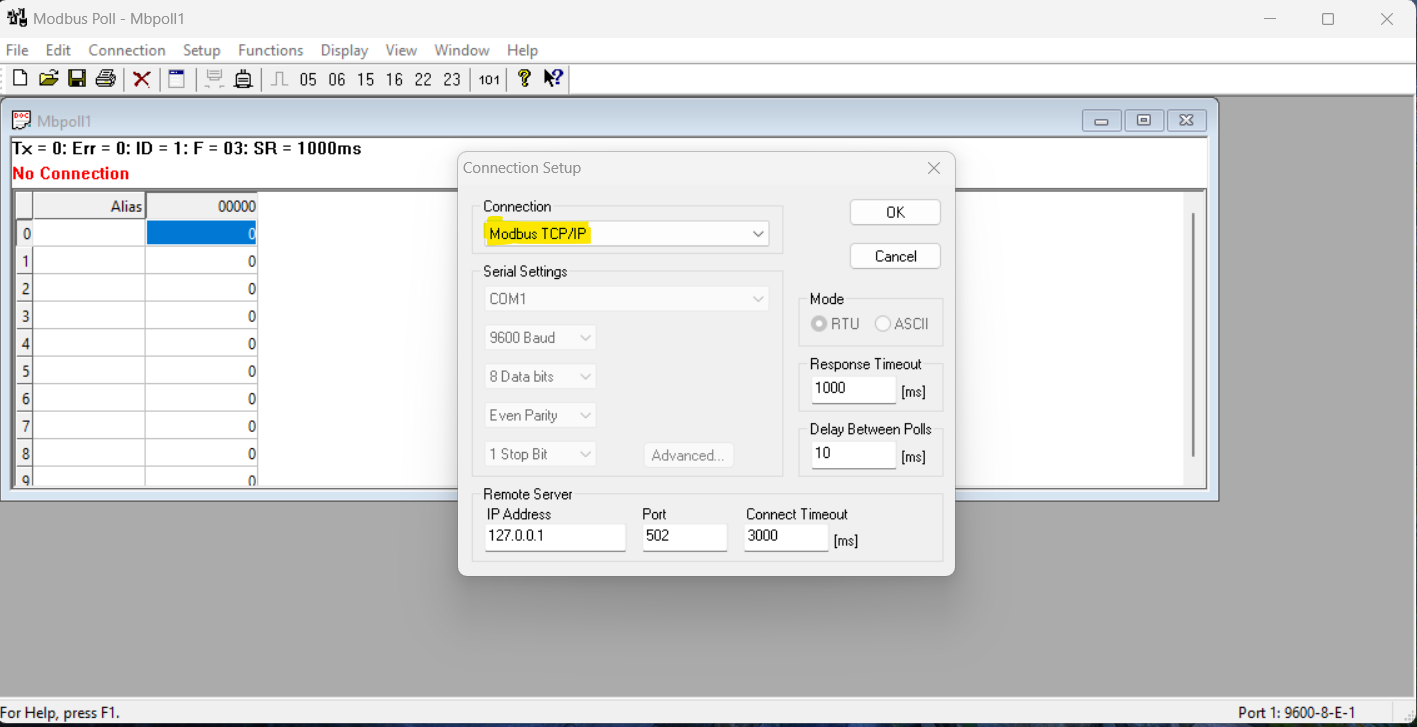 Modbus Poll - Mbpoll1
File Edit Connection Setup Functions Display View Window Help
05 06 15 16 22 23 101
Mbpoll1
Tx = 0: Err = 0: ID = 1: F = 03: SR = 1000ms
No Connection
Alias 00000
0 0
1 0
2 0
3 0
4 0
5 0
6 0
7 0
8 0
9 0
Connection Setup
Connection
Modbus TCP/IP
OK
Cancel
Serial Settings
COM1
9600 Baud
8 Data bits
Even Parity
1 Stop Bit
Advanced...
Mode
RTU ASCII
Response Timeout
1000 [ms]
Delay Between Polls
10 [ms]
Remote Server
IP Address Port Connect Timeout
127.0.0.1 502 3000 [ms]
For Help, press F1. Port 1: 9600-8-E-1